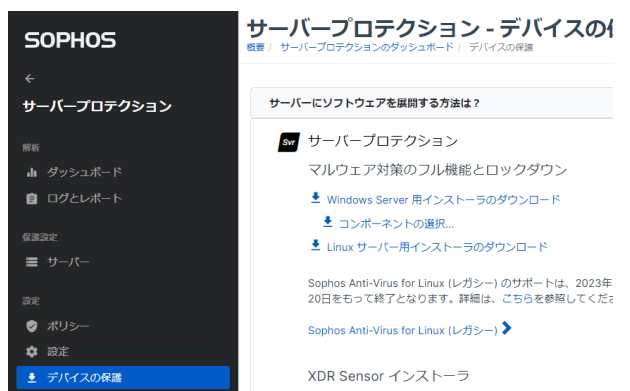 SOPHOS
サーバープロテクション
解析
ダッシュボード
ログとレポート
保護設定
サーバー
設定
ポリシー
設定
デバイスの保護
サーバープロテクション - デバイスの
概要 / サーバープロテクションのダッシュボード / デバイスの保護
サーバーにソフトウェアを展開する方法は？
Svr サーバープロテクション
マルウェア対策のフル機能とロックダウン
Windows Server 用インストーラのダウンロード
コンポーネントの選択...
Linux サーバー用インストーラのダウンロード
Sophos Anti-Virus for Linux (レガシー) のサポートは、2023年
20日をもって終了となります。詳細は、こちらを参照してくだ
Sophos Anti-Virus for Linux (レガシー)
XDR Sensor インストーラ